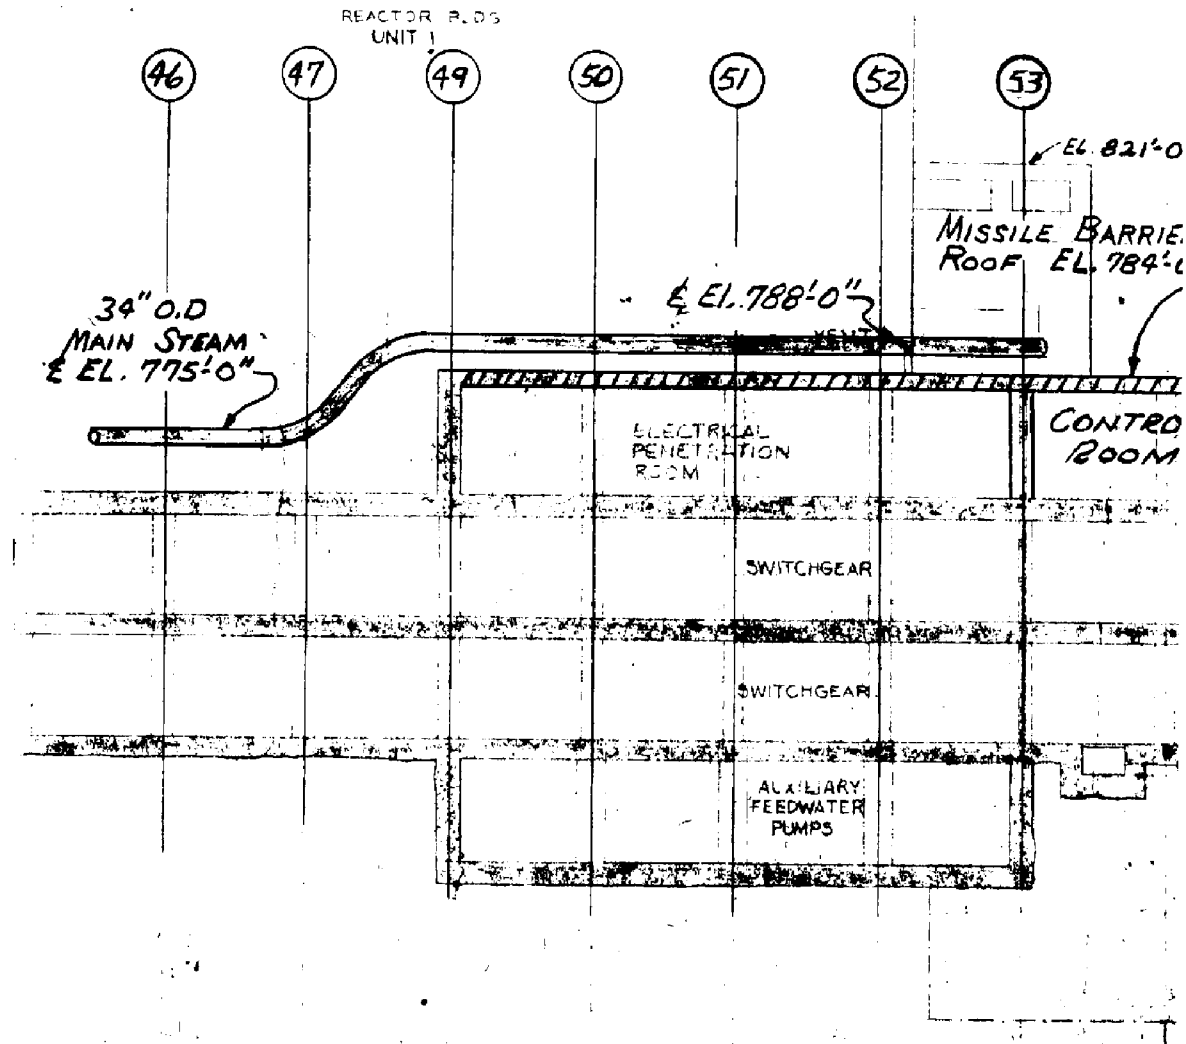 REACTOR BLDG
UNIT 1
46
47
49
50
51
52
53
EL. 821'-0
MISSILE BARRIE
ROOF EL. 784'-0
℄ EL. 788'-0"
34" O.D
MAIN STEAM
℄ EL. 775'-0"
VENT
CONTRO
ROOM
ELECTRICAL
PENETRATION
ROOM
SWITCHGEAR
SWITCHGEAR
AUXILIARY
FEEDWATER
PUMPS